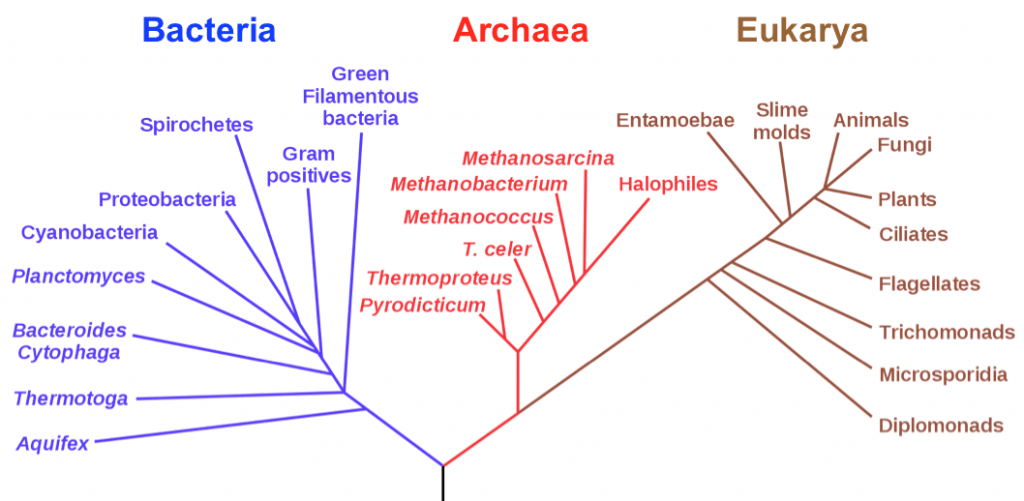 Bacteria
Archaea
Eukarya
Green
Filamentous
bacteria
Spirochetes
Gram
positives
Proteobacteria
Cyanobacteria
Planctomyces
Bacteroides
Cytophaga
Thermotoga
Aquifex
Methanosarcina
Methanobacterium
Halophiles
Methanococcus
T. celer
Thermoproteus
Pyrodicticum
Entamoebae
Slime
molds
Animals
Fungi
Plants
Ciliates
Flagellates
Trichomonads
Microsporidia
Diplomonads